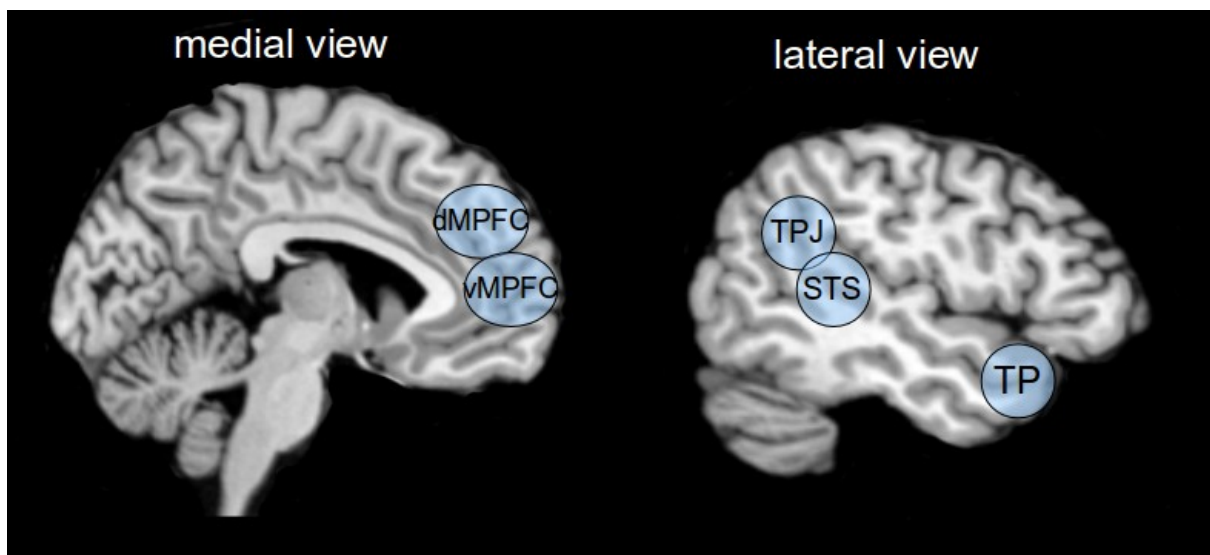 medial view
lateral view
dMPFC
vMPFC
TPJ
STS
TP